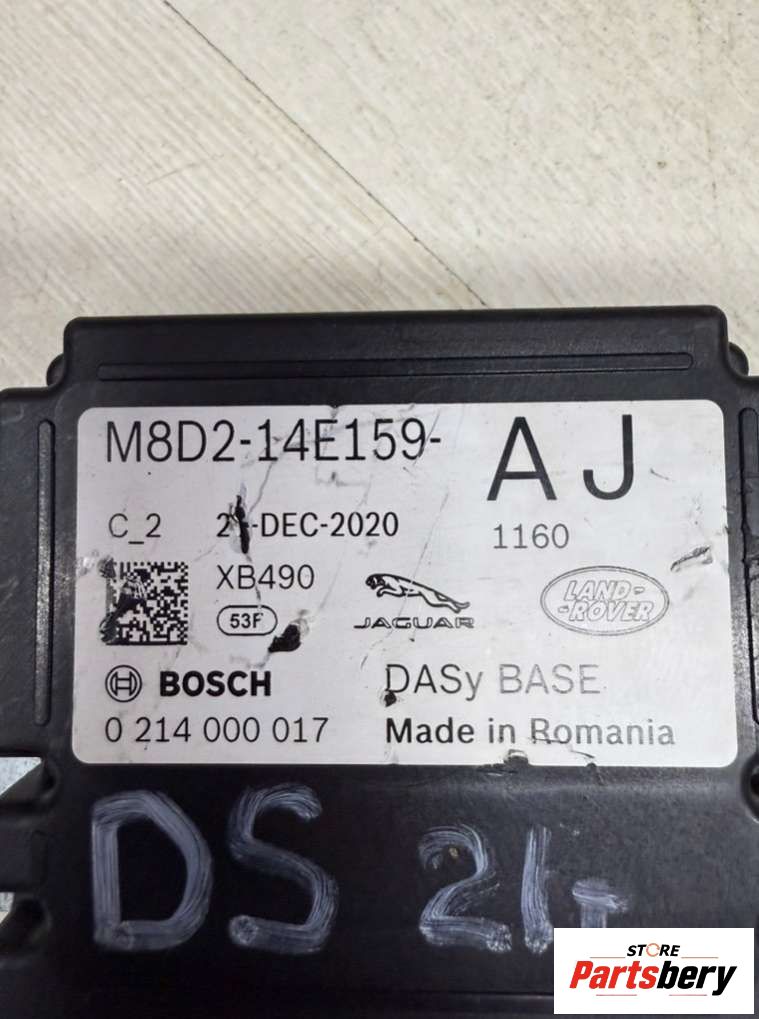 M8D2-14E159- AJ
C_2 -DEC-2020 1160
XB490
53F JAGUAR LAND-
-ROVER
BOSCH DASy BASE
0 214 000 017 Made in Romania
DS
STORE
Partsbery